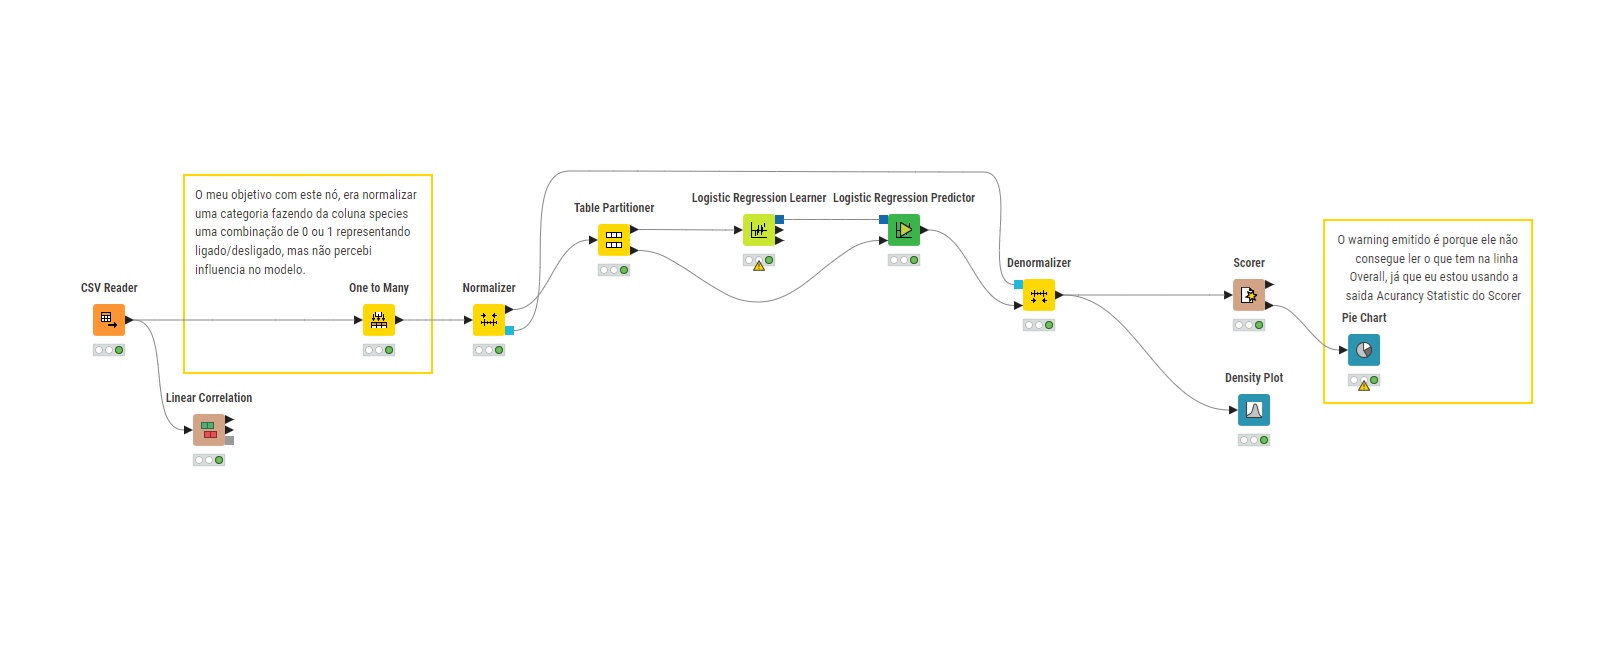 O meu objetivo com este nó, era normalizar
uma categoria fazendo da coluna species
uma combinação de 0 ou 1 representando
ligado/desligado, mas não percebi
influencia no modelo.
CSV Reader
One to Many
Normalizer
Linear Correlation
Table Partitioner
Logistic Regression Learner
Logistic Regression Predictor
Denormalizer
Scorer
Density Plot
O warning emitido é porque ele não
consegue ler o que tem na linha
Overall, já que eu estou usando a
saida Acurancy Statistic do Scorer
Pie Chart